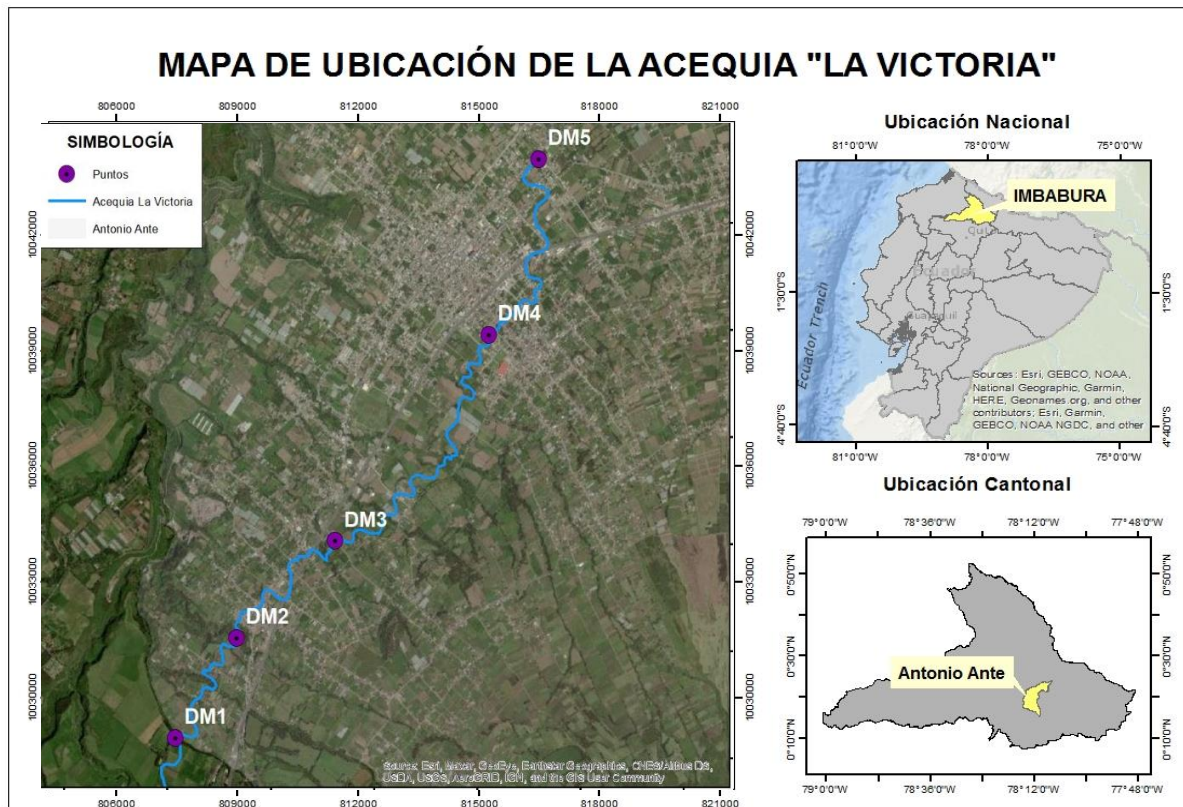 MAPA DE UBICACIÓN DE LA ACEQUIA "LA VICTORIA"
806000 809000 812000 815000 818000 821000
SIMBOLOGÍA
Puntos
Acequia La Victoria
Antonio Ante
DM5
DM4
DM3
DM2
DM1
10042000
10039000
10036000
10033000
10030000
10042000
10039000
10036000
10033000
10030000
Source: Esri, Maxar, GeoEye, Earthstar Geographics, CNES/Airbus DS,
USDA, USGS, AeroGRID, IGN, and the GIS User Community
806000 809000 812000 815000 818000 821000
Ubicación Nacional
81°0'0"W 78°0'0"W 75°0'0"W
IMBABURA
Ecuador
Guayaquil
Ecuador Trench
1°30'0"S
4°40'0"S
1°30'0"S
4°40'0"S
Sources: Esri, GEBCO, NOAA,
National Geographic, Garmin,
HERE, Geonames.org, and other
contributors; Esri, Garmin,
GEBCO, NOAA NGDC, and other
81°0'0"W 78°0'0"W 75°0'0"W
Ubicación Cantonal
79°0'0"W 78°36'0"W 78°12'0"W 77°48'0"W
0°50'0"N
0°30'0"N
0°10'0"N
Antonio Ante
0°50'0"N
0°30'0"N
0°10'0"N
79°0'0"W 78°36'0"W 78°12'0"W 77°48'0"W